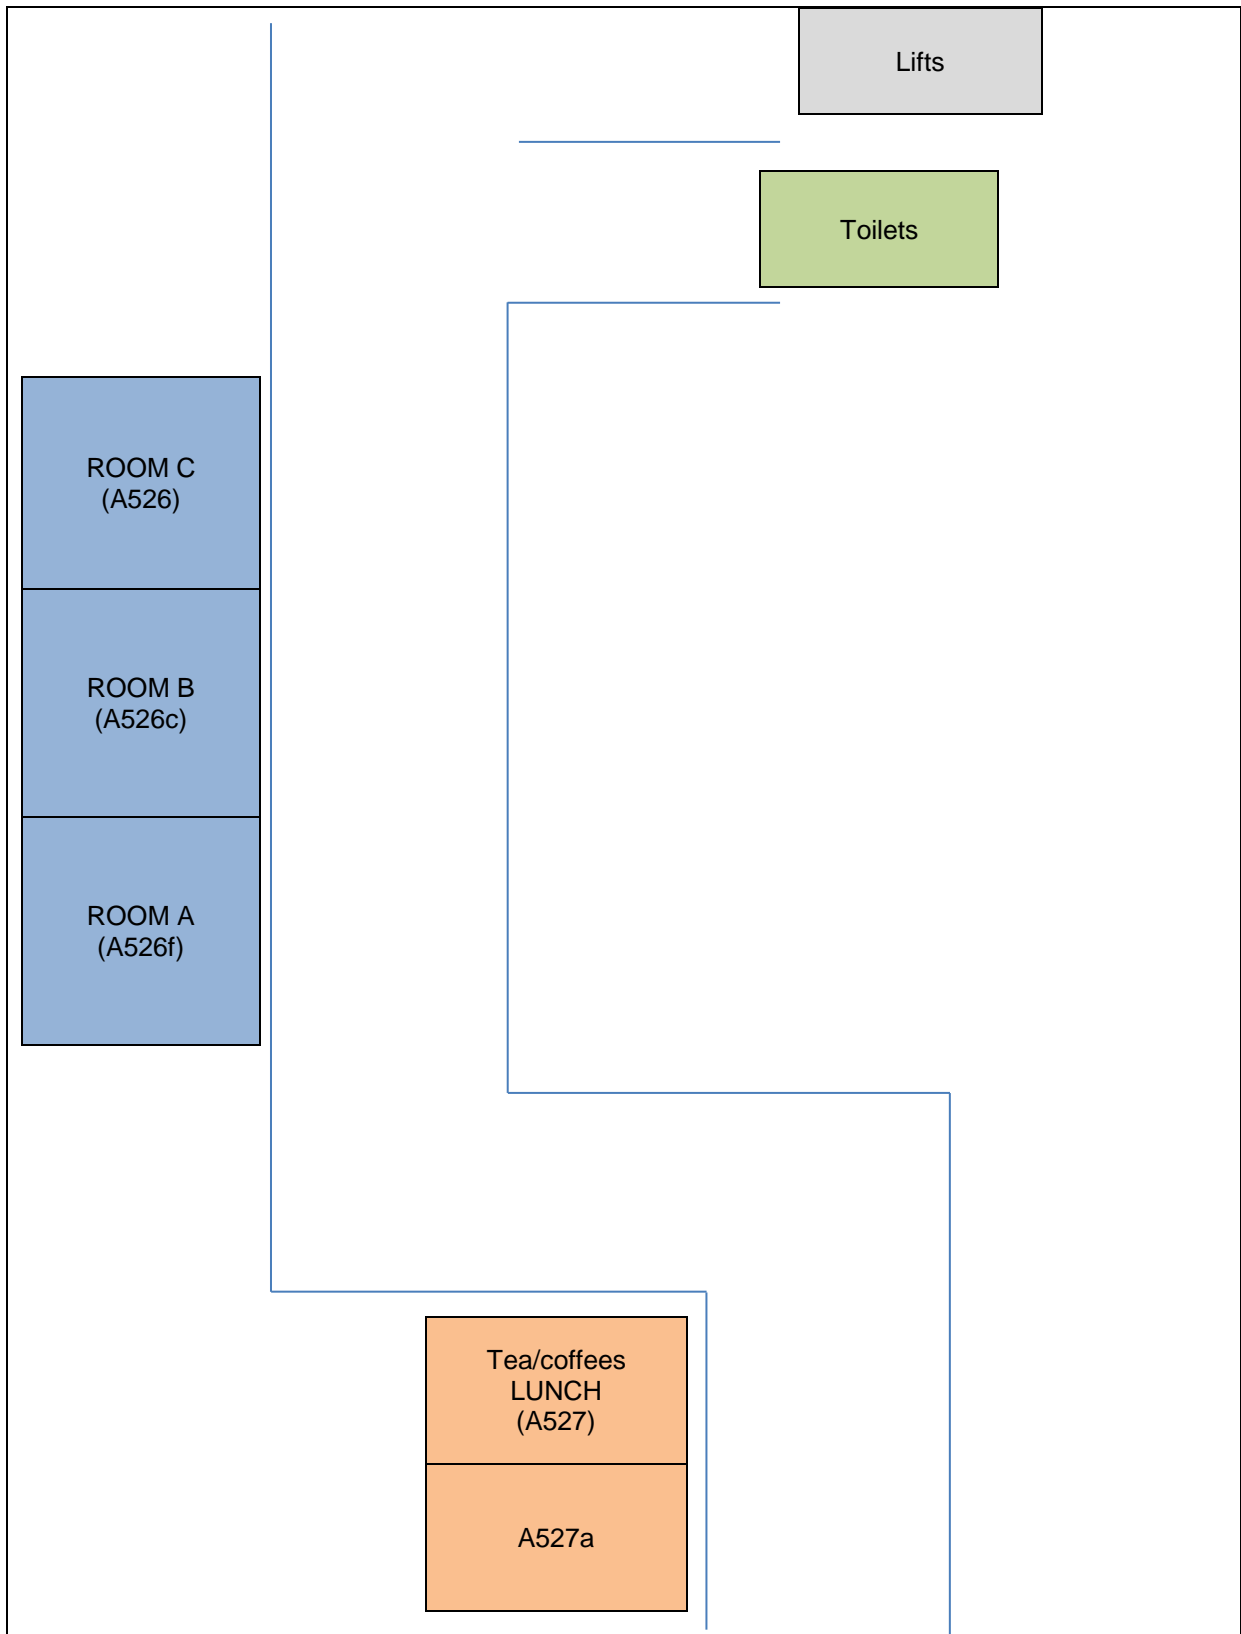 Lifts
Toilets
ROOM C
(A526)
ROOM B
(A526c)
ROOM A
(A526f)
Tea/coffees
LUNCH
(A527)
A527a